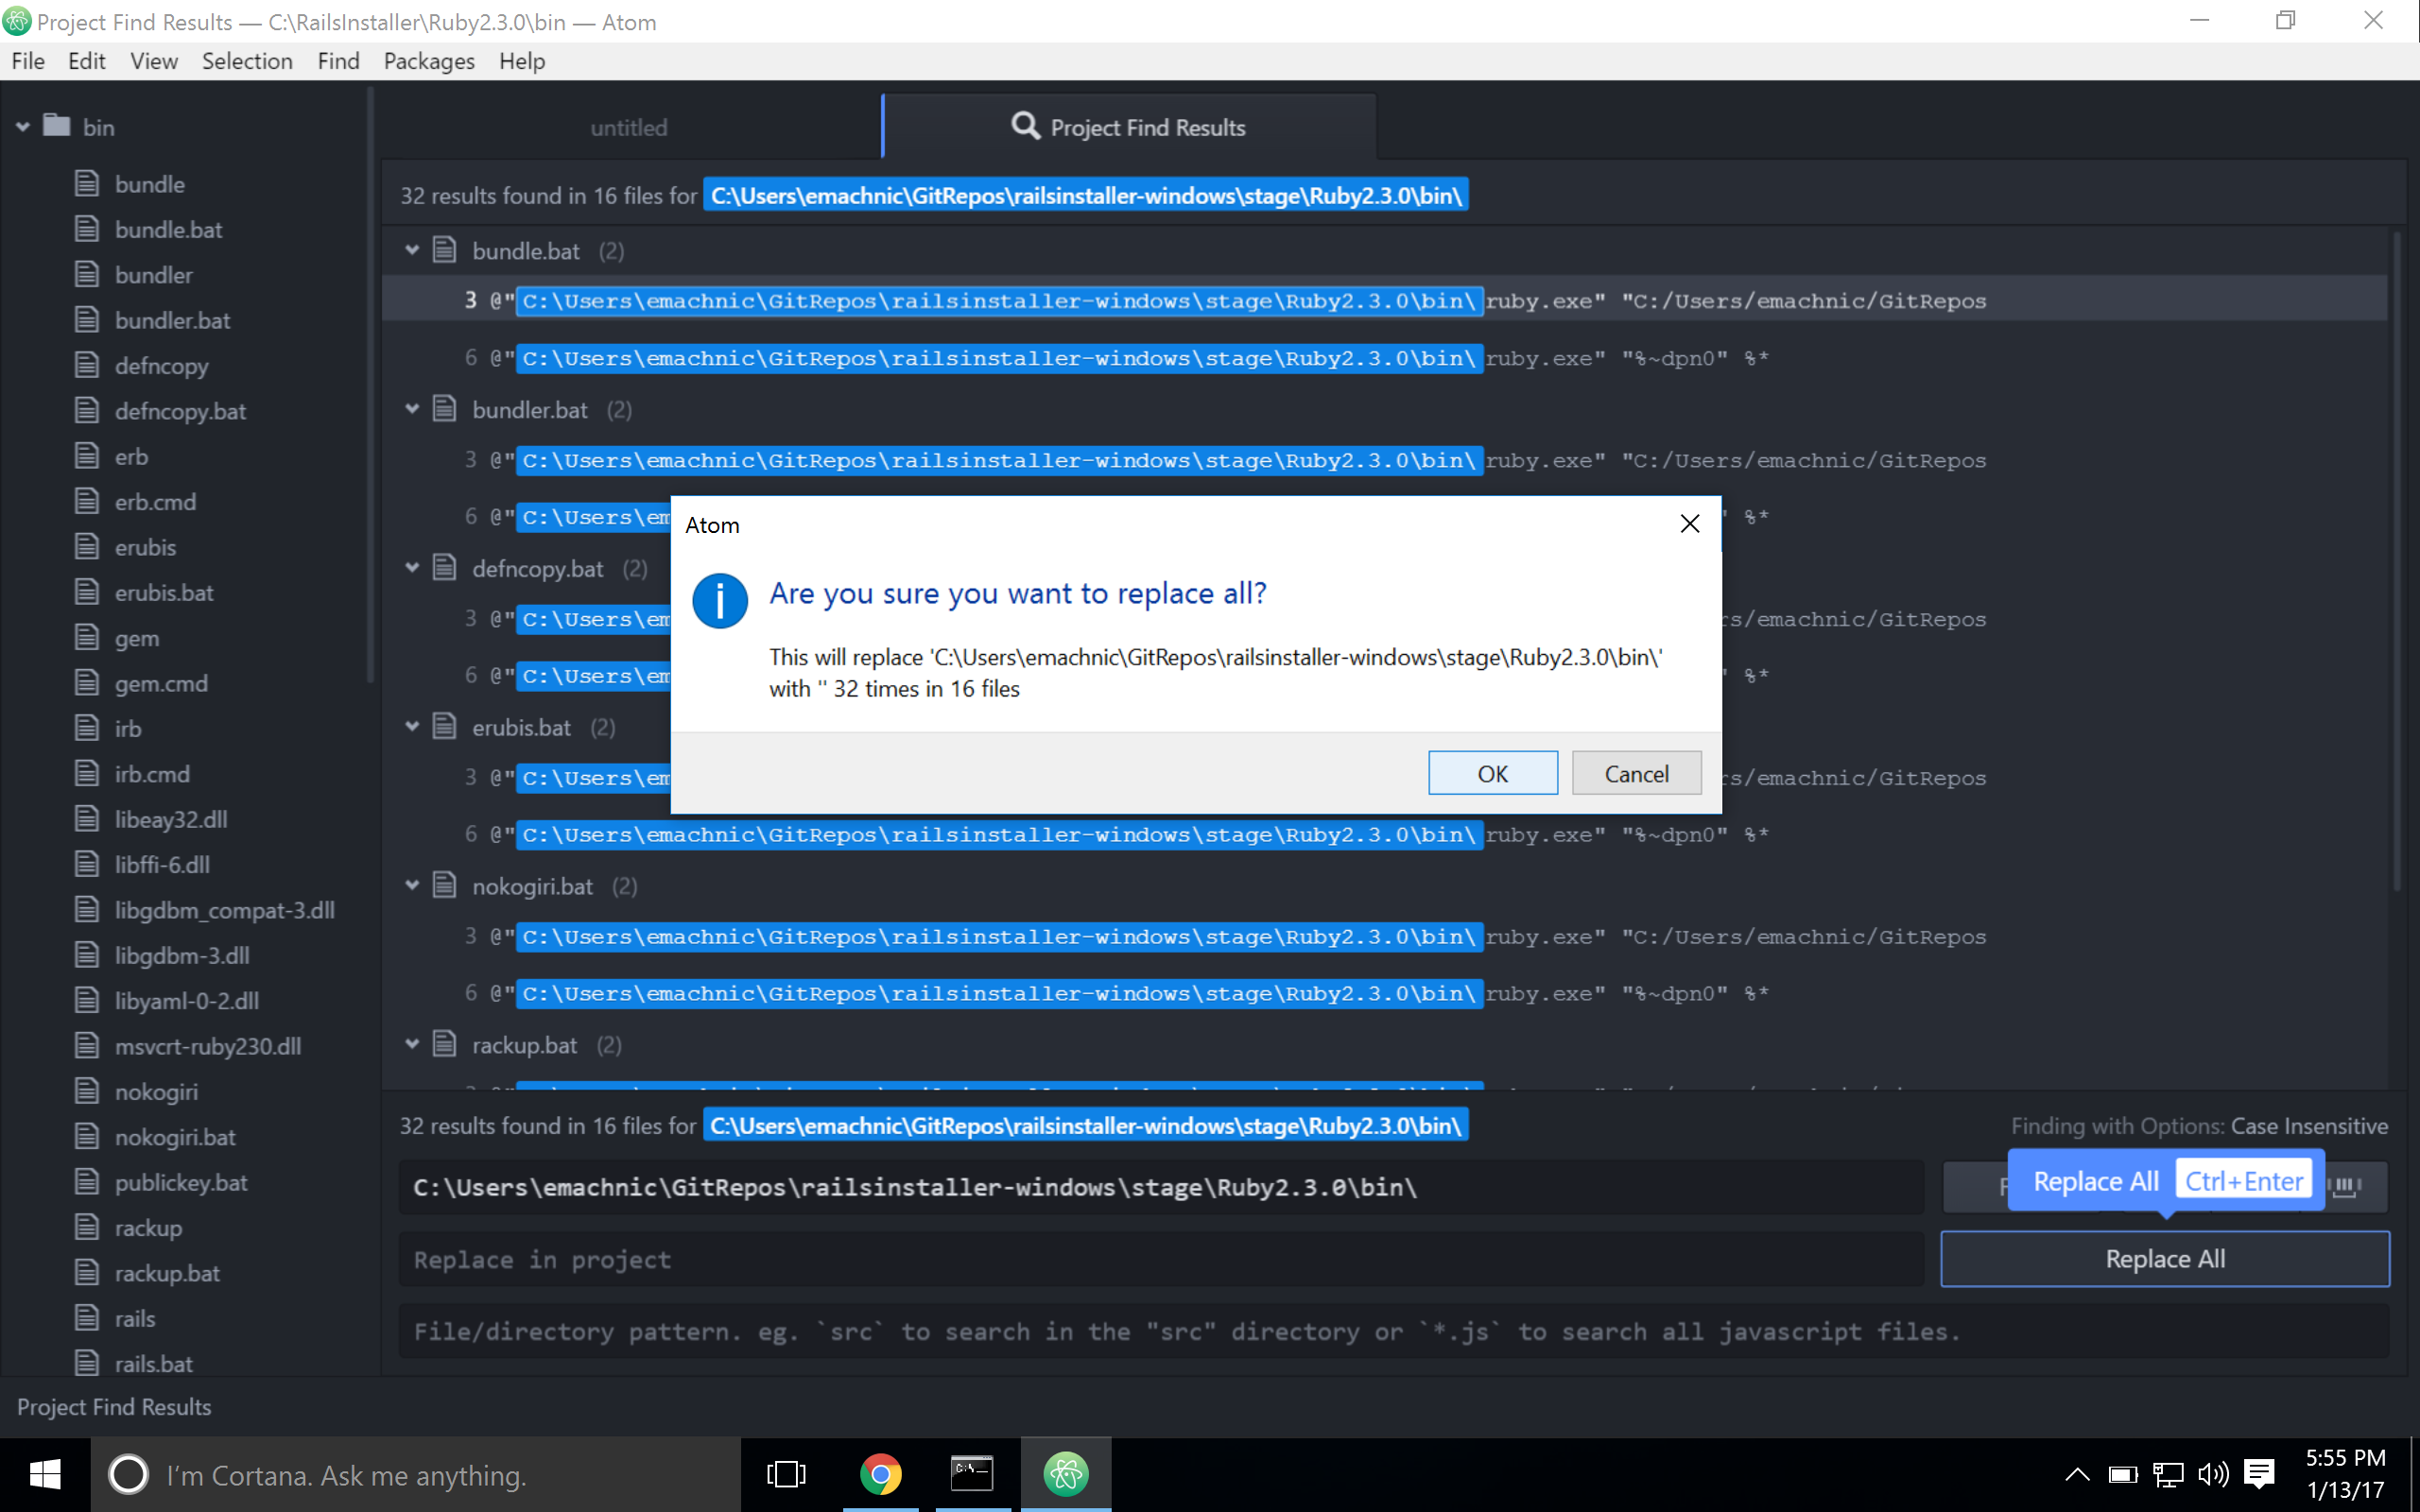 Project Find Results — C:\RailsInstaller\Ruby2.3.0\bin — Atom
File Edit View Selection Find Packages Help
bin
bundle
bundle.bat
bundler
bundler.bat
defncopy
defncopy.bat
erb
erb.cmd
erubis
erubis.bat
gem
gem.cmd
irb
irb.cmd
libeay32.dll
libffi-6.dll
libgdbm_compat-3.dll
libgdbm-3.dll
libyaml-0-2.dll
msvcrt-ruby230.dll
nokogiri
nokogiri.bat
publickey.bat
rackup
rackup.bat
rails
rails.bat
untitled
Project Find Results
32 results found in 16 files for C:\Users\emachnic\GitRepos\railsinstaller-windows\stage\Ruby2.3.0\bin\
bundle.bat (2)
3 @"C:\Users\emachnic\GitRepos\railsinstaller-windows\stage\Ruby2.3.0\bin\ruby.exe" "C:/Users/emachnic/GitRepos
6 @"C:\Users\emachnic\GitRepos\railsinstaller-windows\stage\Ruby2.3.0\bin\ruby.exe" "%~dpn0" %*
bundler.bat (2)
3 @"C:\Users\emachnic\GitRepos\railsinstaller-windows\stage\Ruby2.3.0\bin\ruby.exe" "C:/Users/emachnic/GitRepos
6 @"C:\Users\em " %*
defncopy.bat (2)
3 @"C:\Users\em rs/emachnic/GitRepos
6 @"C:\Users\em " %*
erubis.bat (2)
3 @"C:\Users\em rs/emachnic/GitRepos
6 @"C:\Users\emachnic\GitRepos\railsinstaller-windows\stage\Ruby2.3.0\bin\ruby.exe" "%~dpn0" %*
nokogiri.bat (2)
3 @"C:\Users\emachnic\GitRepos\railsinstaller-windows\stage\Ruby2.3.0\bin\ruby.exe" "C:/Users/emachnic/GitRepos
6 @"C:\Users\emachnic\GitRepos\railsinstaller-windows\stage\Ruby2.3.0\bin\ruby.exe" "%~dpn0" %*
rackup.bat (2)
Atom
Are you sure you want to replace all?
This will replace 'C:\Users\emachnic\GitRepos\railsinstaller-windows\stage\Ruby2.3.0\bin\'
with '' 32 times in 16 files
OK Cancel
32 results found in 16 files for C:\Users\emachnic\GitRepos\railsinstaller-windows\stage\Ruby2.3.0\bin\
Finding with Options: Case Insensitive
C:\Users\emachnic\GitRepos\railsinstaller-windows\stage\Ruby2.3.0\bin\
Replace All Ctrl+Enter
Replace in project
Replace All
File/directory pattern. eg. `src` to search in the "src" directory or `*.js` to search all javascript files.
Project Find Results
I'm Cortana. Ask me anything.
5:55 PM
1/13/17